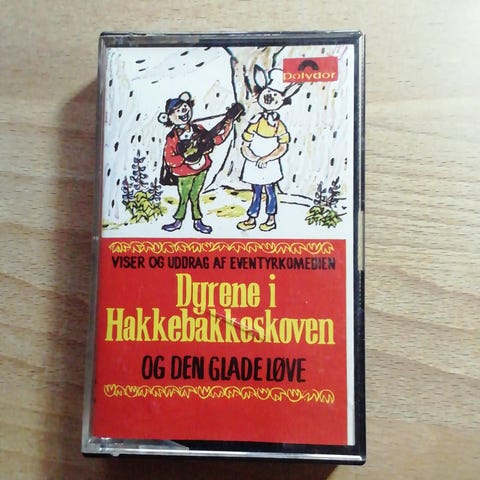 Polydor
VISER OG UDDRAG AF EVENTYRKOMEDIEN
Dyrene i
Hakkebakkeskoven
OG DEN GLADE LØVE